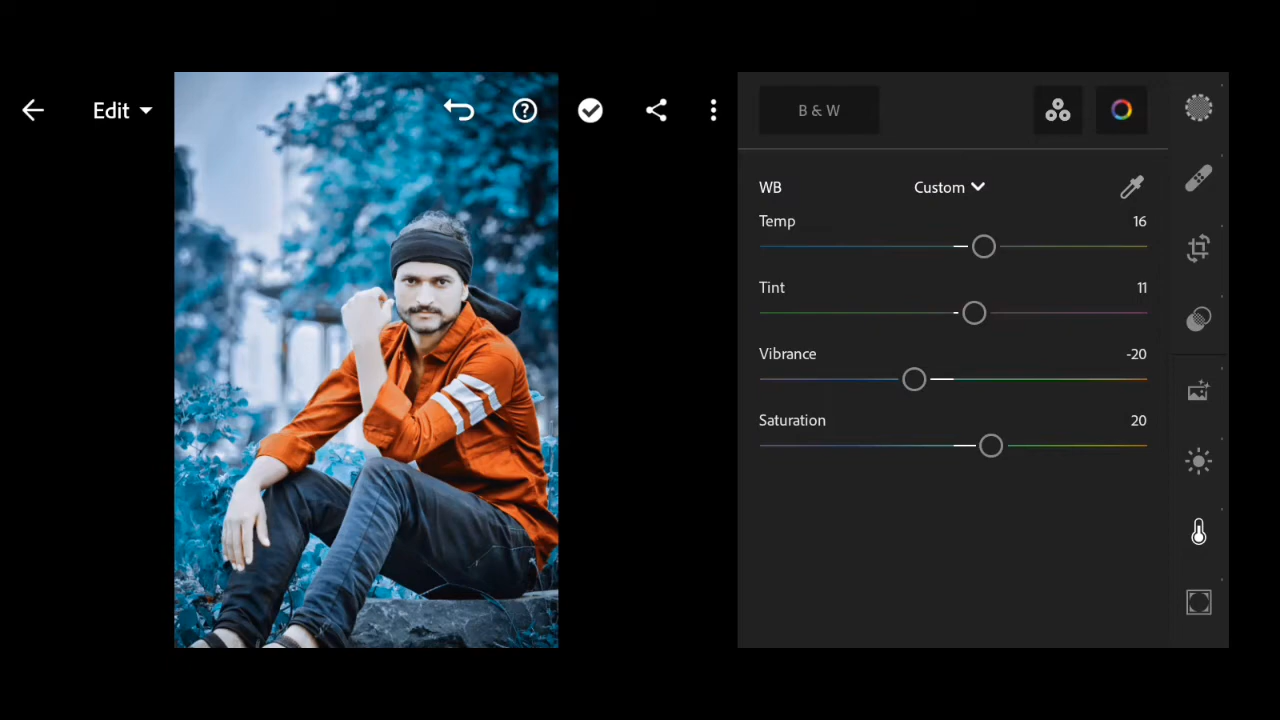 Edit
B & W
WB Custom
Temp 16
Tint 11
Vibrance -20
Saturation 20